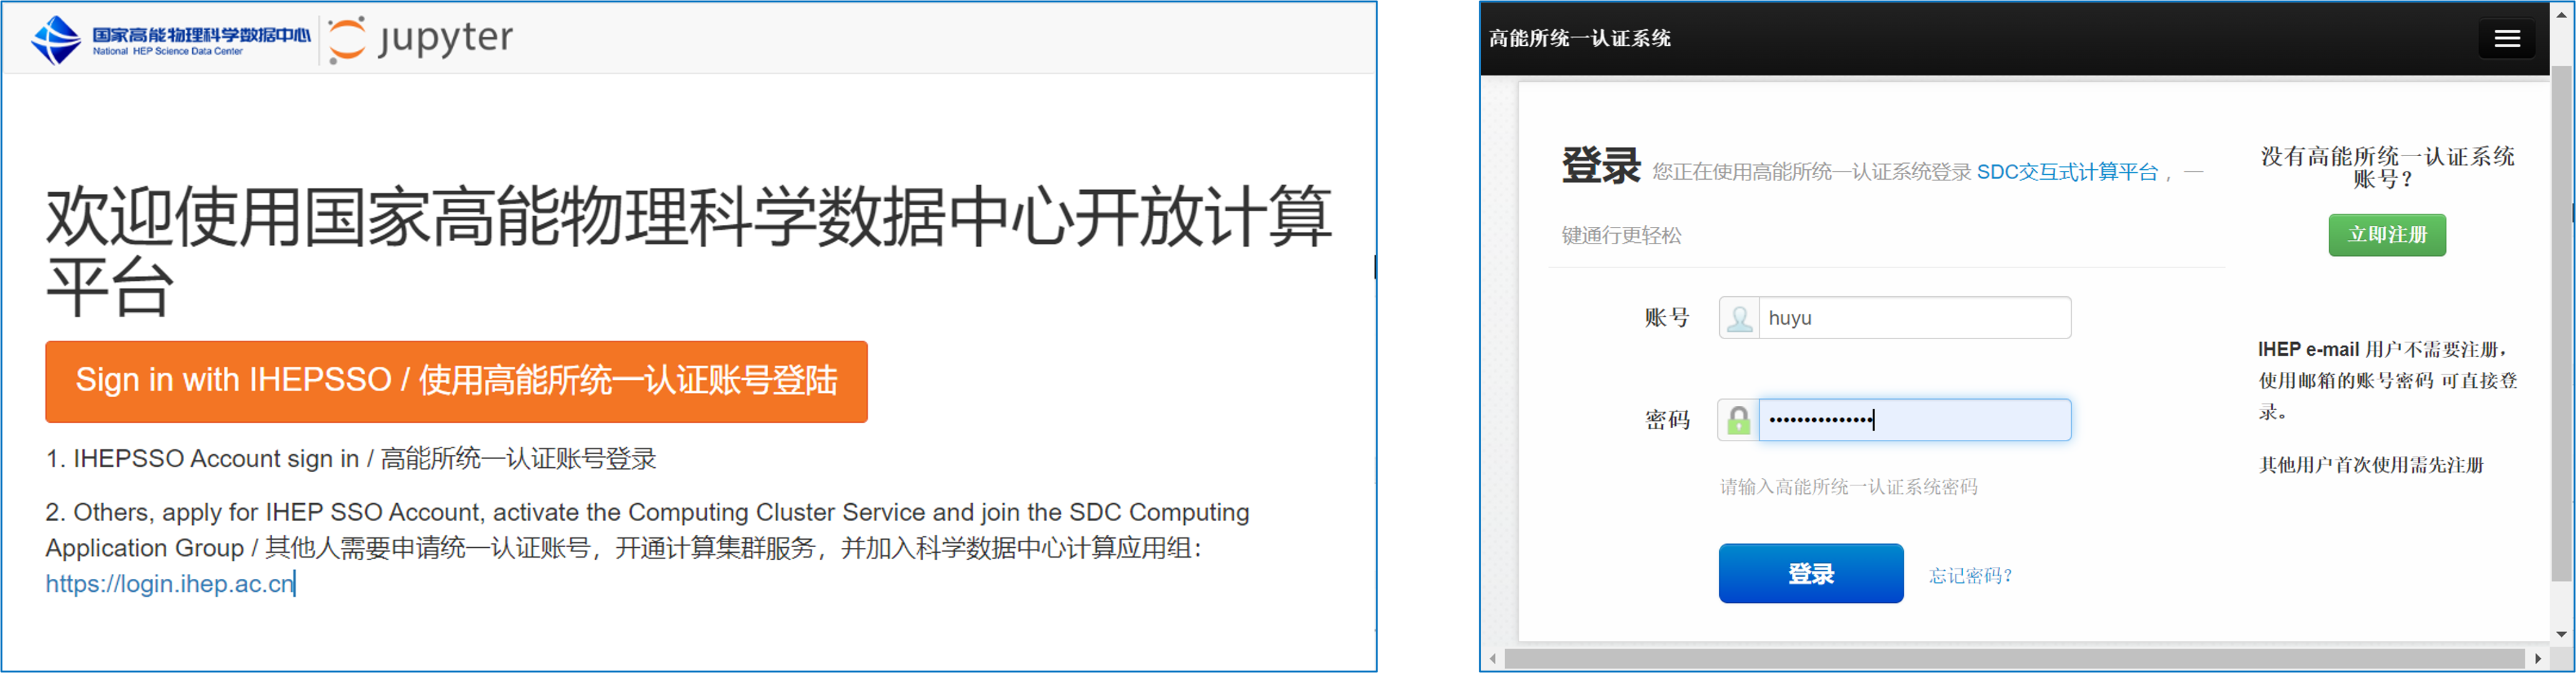 国家高能物理科学数据中心
National HEP Science Data Center
jupyter
欢迎使用国家高能物理科学数据中心开放计算
平台
Sign in with IHEPSSO / 使用高能所统一认证账号登陆
1. IHEPSSO Account sign in / 高能所统一认证账号登录
2. Others, apply for IHEP SSO Account, activate the Computing Cluster Service and join the SDC Computing
Application Group / 其他人需要申请统一认证账号，开通计算集群服务，并加入科学数据中心计算应用组：
https://login.ihep.ac.cn
高能所统一认证系统
登录 您正在使用高能所统一认证系统登录 SDC交互式计算平台 ，一
键通行更轻松
账号 huyu
密码 •••••••••••••••
请输入高能所统一认证系统密码
登录 忘记密码?
没有高能所统一认证系统
账号?
立即注册
IHEP e-mail 用户不需要注册，
使用邮箱的账号密码 可直接登
录。
其他用户首次使用需先注册